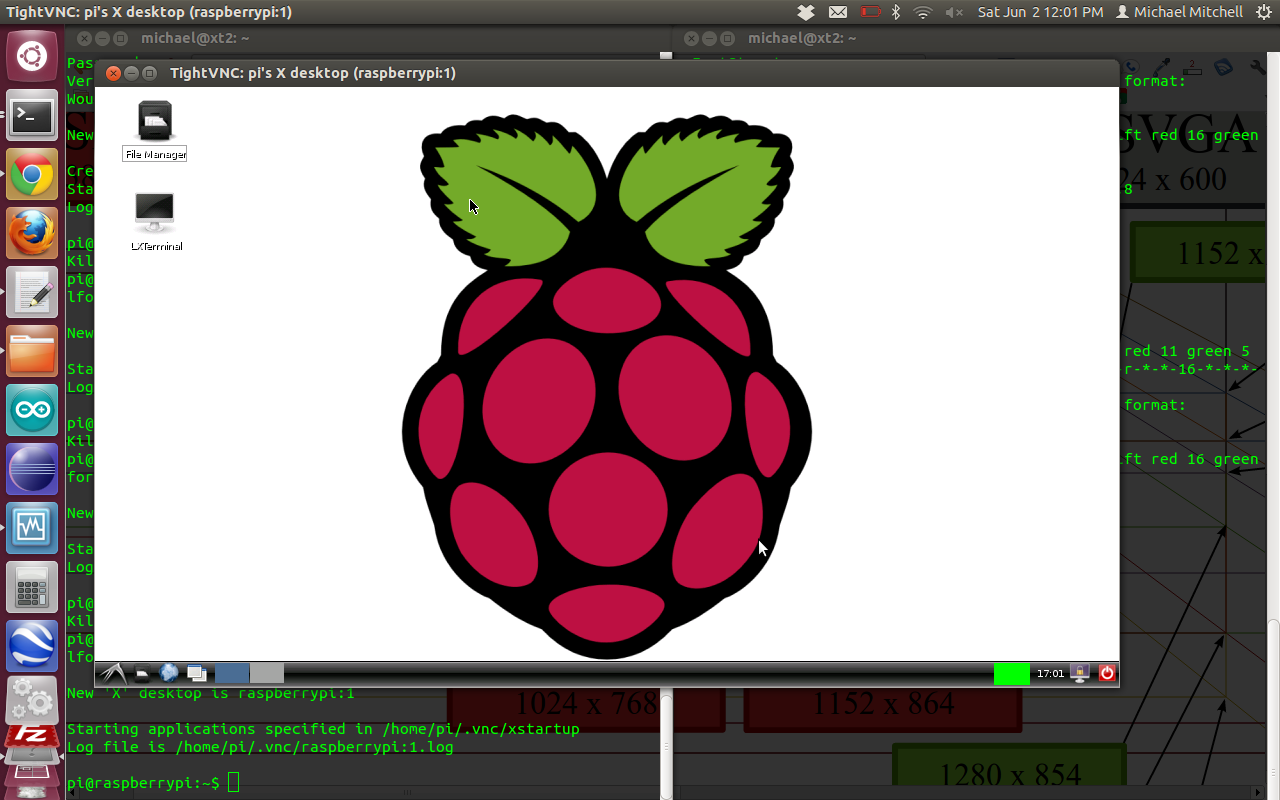 TightVNC: pi's X desktop (raspberrypi:1)
Sat Jun 2 12:01 PM
Michael Mitchell
michael@xt2: ~
michael@xt2: ~
TightVNC: pi's X desktop (raspberrypi:1)
File Manager
LXTerminal
17:01
Pas
Ver
Wou
New
Cre
Sta
Log
pi@
Kil
pi@
lfo
New
Sta
Log
pi@
Kil
pi@
for
New
Sta
Log
pi@
Kil
pi@
lfo
New 'X' desktop is raspberrypi:1
Starting applications specified in /home/pi/.vnc/xstartup
Log file is /home/pi/.vnc/raspberrypi:1.log
pi@raspberrypi:~$
2
format:
ft red 16 green
SVGA
24 x 600
8
1152 x
red 11 green 5
r-*-*-16-*-*-*-
format:
ft red 16 green
1024 x 768
1152 x 864
1280 x 854
FZ